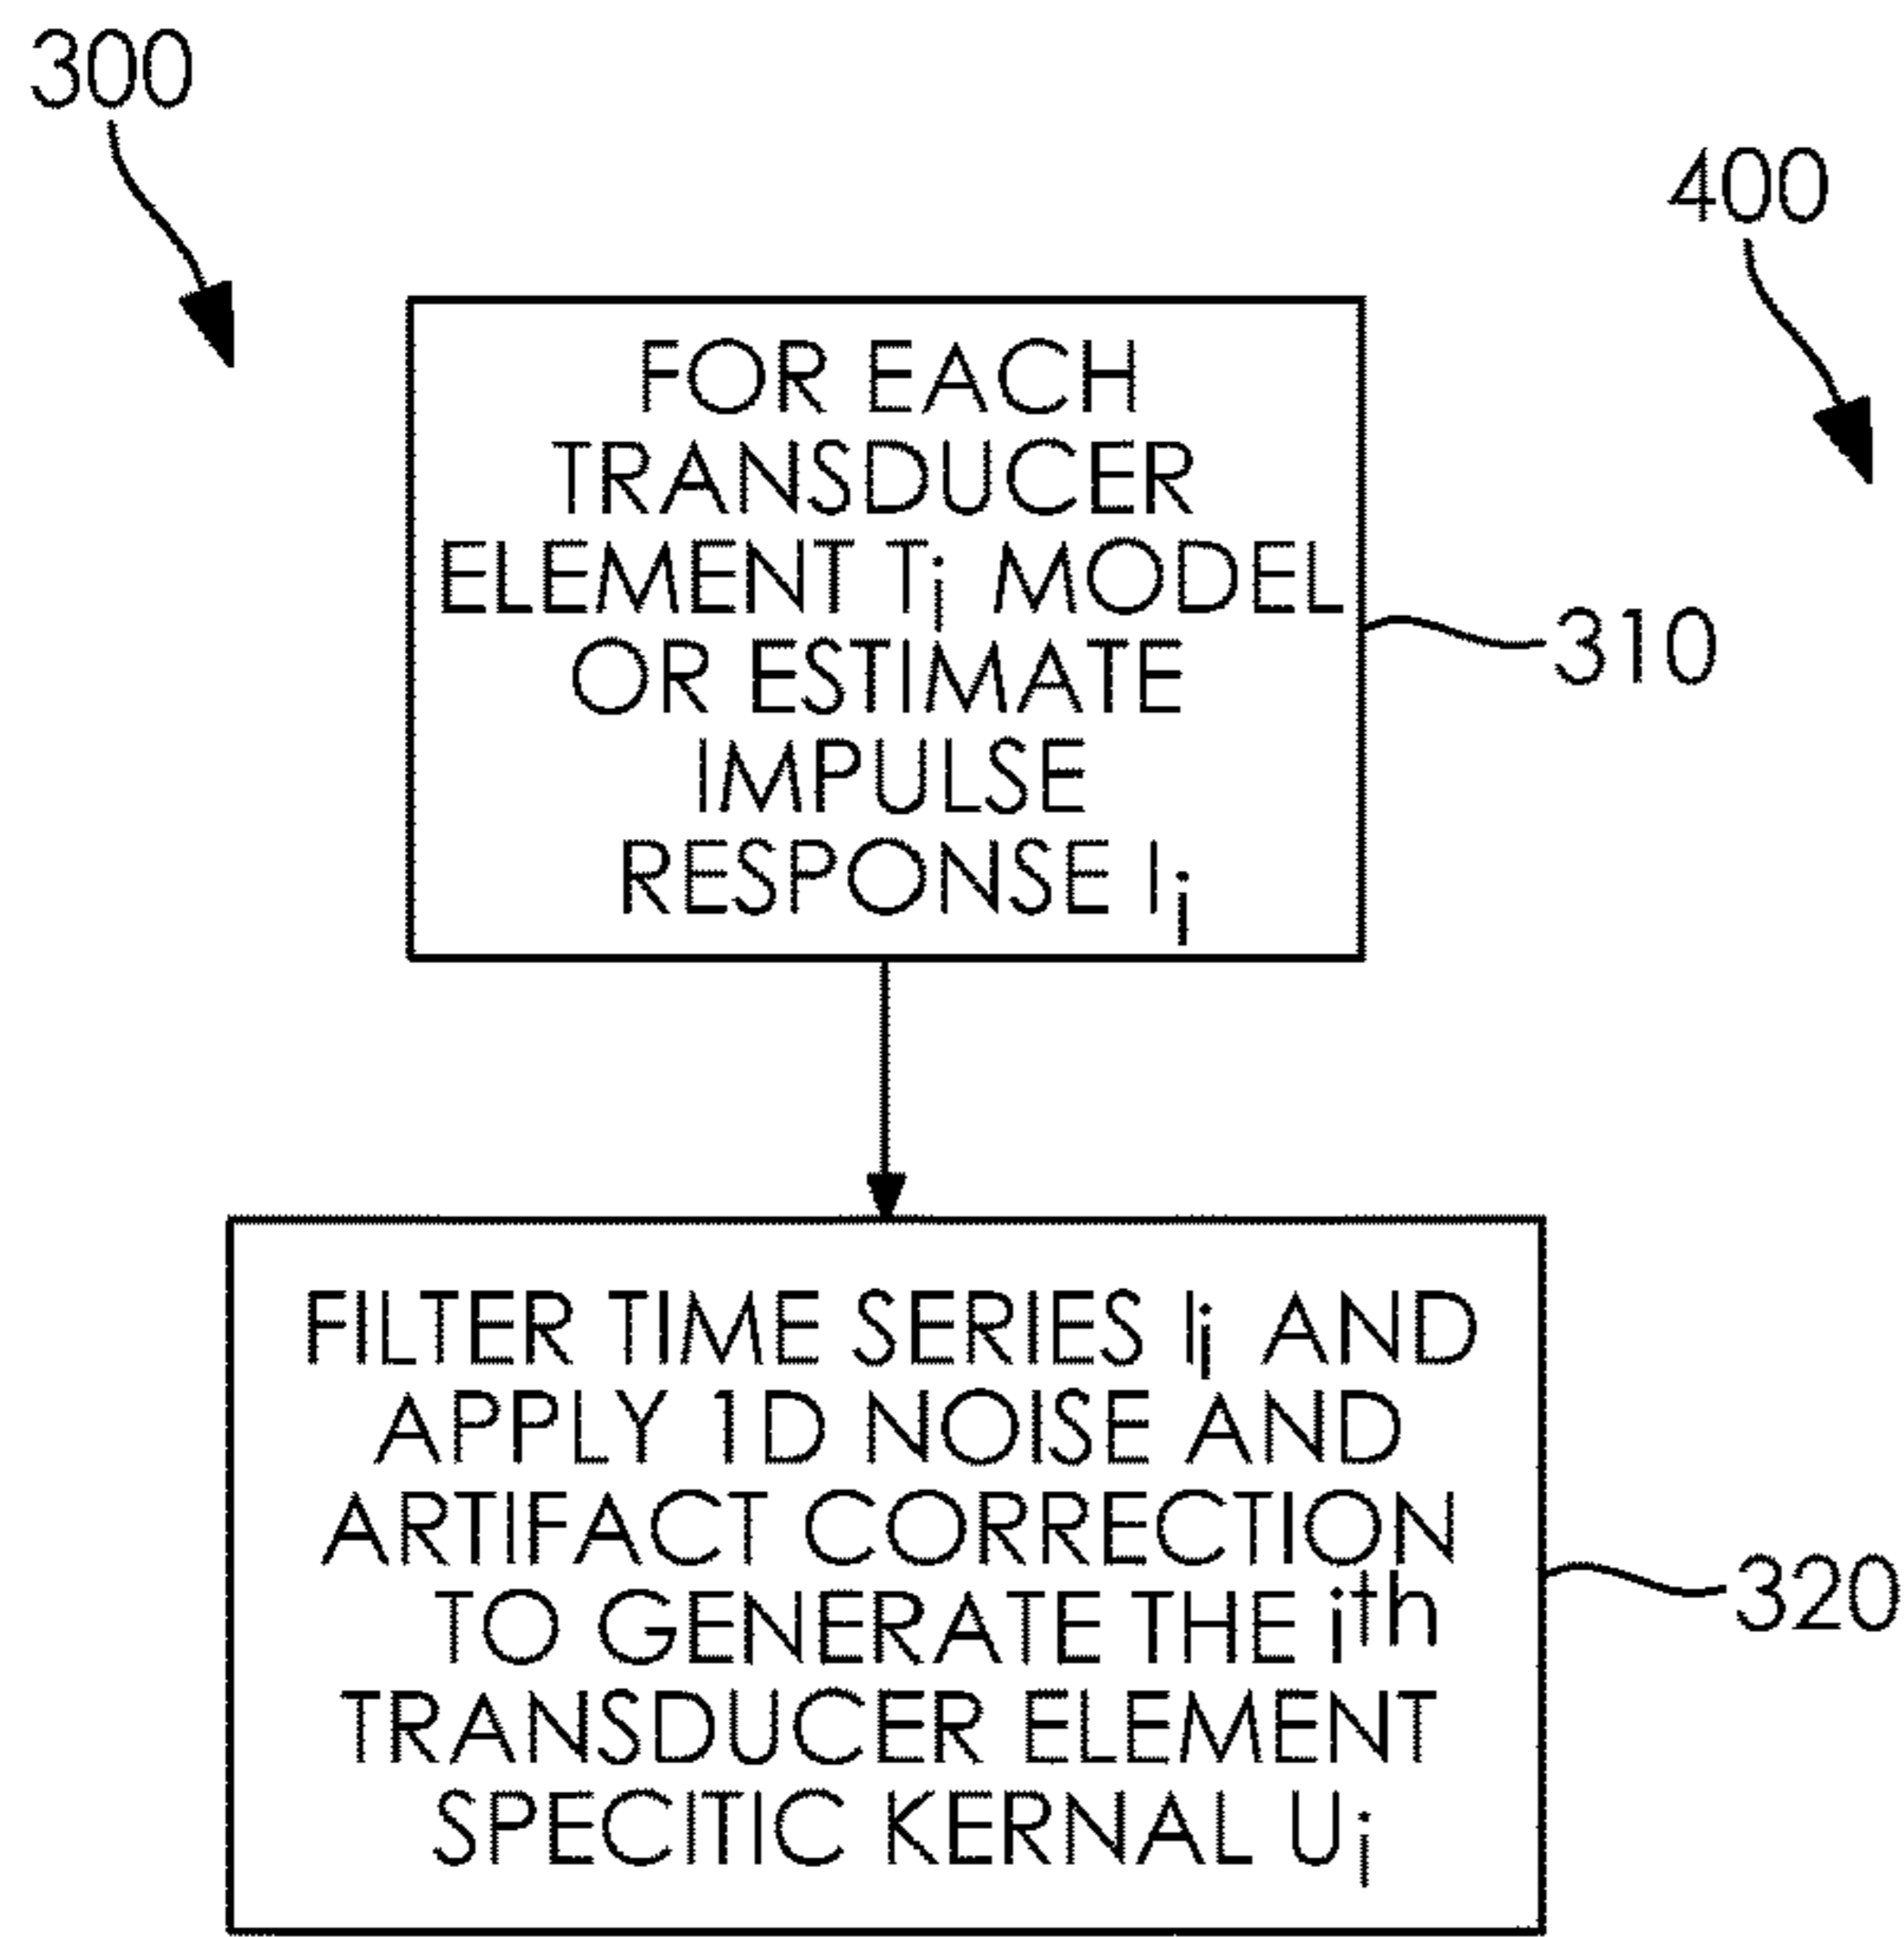 300
400
FOR EACH
TRANSDUCER
ELEMENT Ti MODEL
OR ESTIMATE
IMPULSE
RESPONSE Ii
310
FILTER TIME SERIES Ii AND
APPLY 1D NOISE AND
ARTIFACT CORRECTION
TO GENERATE THE ith
TRANSDUCER ELEMENT
SPECITIC KERNAL Ui
320